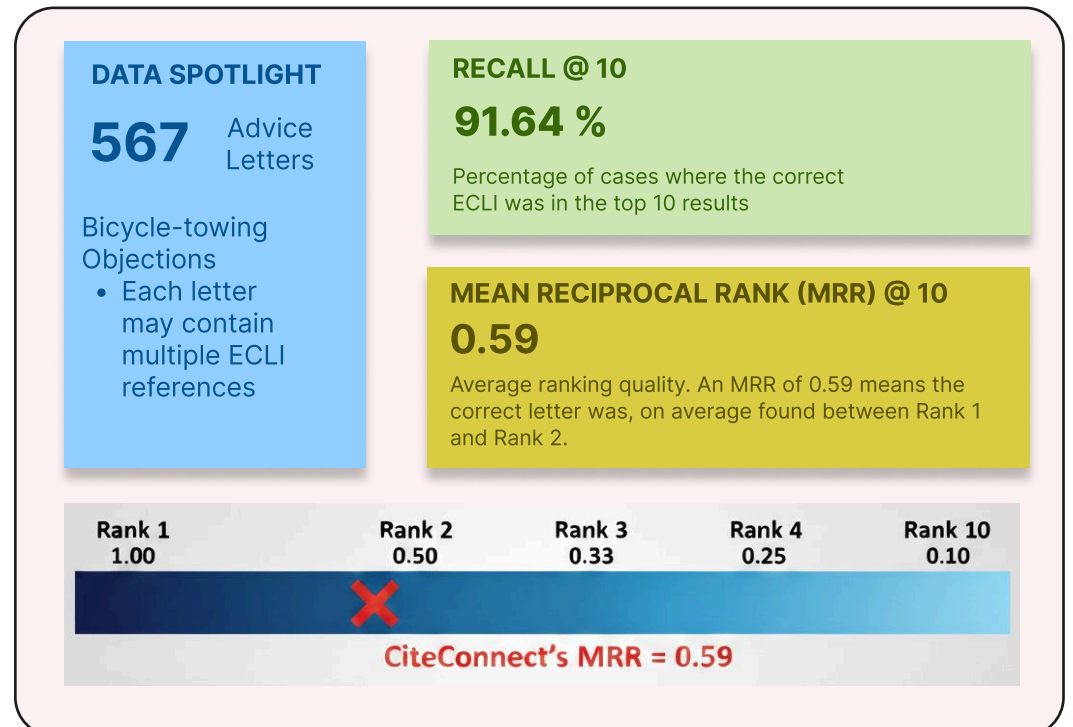 DATA SPOTLIGHT
567
Advice
Letters
Bicycle-towing
Objections
• Each letter
may contain
multiple ECLI
references
RECALL @ 10
91.64 %
Percentage of cases where the correct
ECLI was in the top 10 results
MEAN RECIPROCAL RANK (MRR) @ 10
0.59
Average ranking quality. An MRR of 0.59 means the
correct letter was, on average found between Rank 1
and Rank 2.
Rank 1 Rank 2 Rank 3 Rank 4 Rank 10
1.00 0.50 0.33 0.25 0.10
CiteConnect's MRR = 0.59